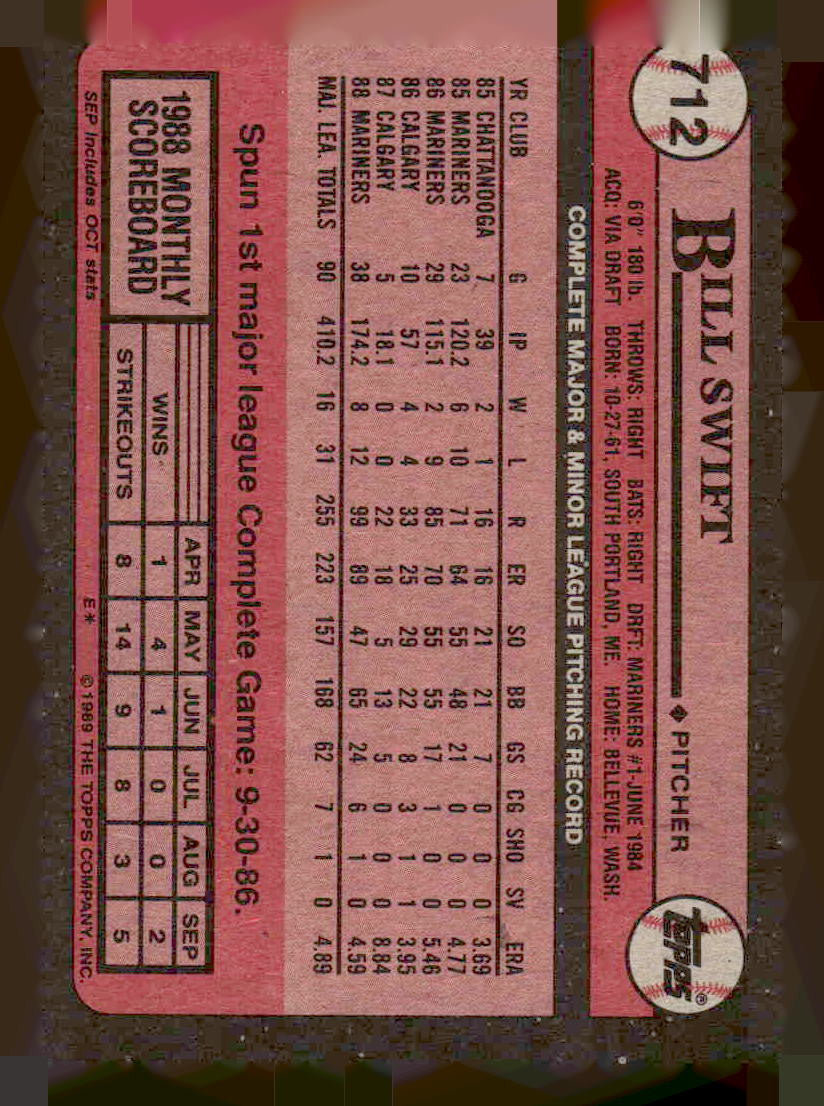 712
BILL SWIFT
◆ PITCHER
TOPPS®
6'0" 180 lb. THROWS: RIGHT BATS: RIGHT DRFT: MARINERS #1-JUNE 1984
ACQ: VIA DRAFT BORN: 10-27-61, SOUTH PORTLAND, ME. HOME: BELLEVUE, WASH.
COMPLETE MAJOR & MINOR LEAGUE PITCHING RECORD
YR CLUB G IP W L R ER SO BB GS CG SHO SV ERA
85 CHATTANOOGA 7 39 2 1 16 16 21 21 7 0 0 0 3.69
85 MARINERS 23 120.2 6 10 71 64 55 48 21 0 0 0 4.77
86 MARINERS 29 115.1 2 9 85 70 55 55 17 1 0 0 5.46
86 CALGARY 10 57 4 4 33 25 29 22 8 3 1 1 3.95
87 CALGARY 5 18.1 0 0 22 18 5 13 5 0 0 0 8.84
88 MARINERS 38 174.2 8 12 99 89 47 65 24 6 1 0 4.59
MAJ. LEA. TOTALS 90 410.2 16 31 255 223 157 168 62 7 1 0 4.89
Spun 1st major league Complete Game: 9-30-86.
1988 MONTHLY
SCOREBOARD
APR MAY JUN JUL AUG SEP
WINS 1 4 1 0 0 2
STRIKEOUTS 8 14 9 8 3 5
SEP Includes OCT stats
E* © 1989 THE TOPPS COMPANY, INC.